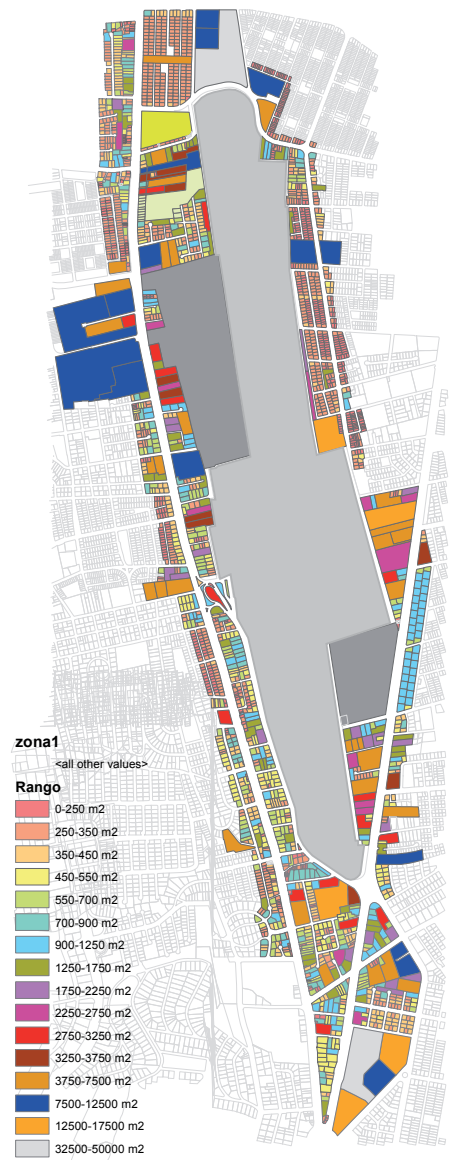 zona1
<all other values>
Rango
0-250 m2
250-350 m2
350-450 m2
450-550 m2
550-700 m2
700-900 m2
900-1250 m2
1250-1750 m2
1750-2250 m2
2250-2750 m2
2750-3250 m2
3250-3750 m2
3750-7500 m2
7500-12500 m2
12500-17500 m2
32500-50000 m2